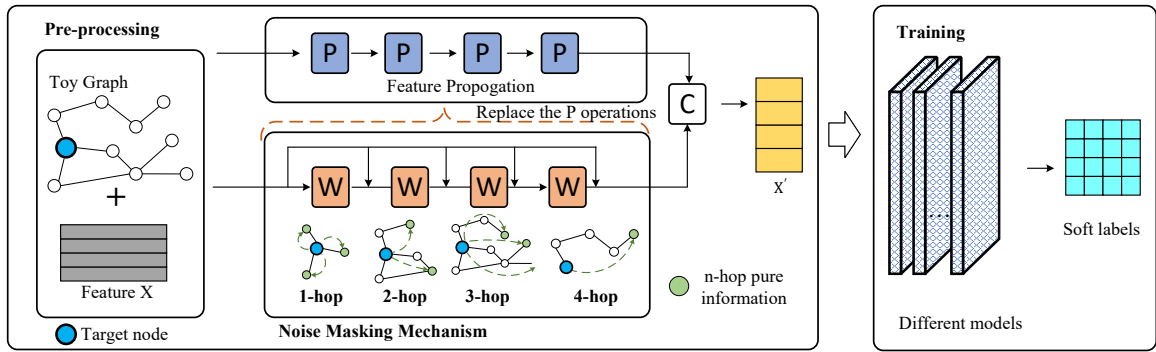 Pre-processing
Toy Graph
+
Feature X
Target node
P P P P
Feature Propogation
Replace the P operations
W W W W
1-hop 2-hop 3-hop 4-hop
Noise Masking Mechanism
n-hop pure
information
C
X′
Training
...
Different models
Soft labels